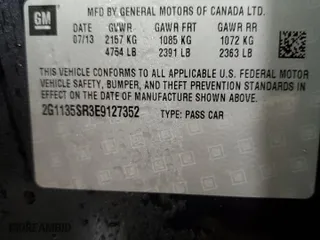 GM
MFD BY GENERAL MOTORS OF CANADA LTD.
DATE GVWR GAWR FR GAWR RR
07/13 2157 KG 1085 KG 1072 KG
4754 LB 2391 LB 2363 LB
THIS VEHICLE CONFORMS TO ALL APPLICABLE U.S. FEDERAL MOTOR
VEHICLE SAFETY, BUMPER, AND THEFT PREVENTION STANDARDS
IN EFFECT ON THE DATE OF MANUFACTURE SHOWN ABOVE.
2G1135SR3E9127352 TYPE: PASS CAR